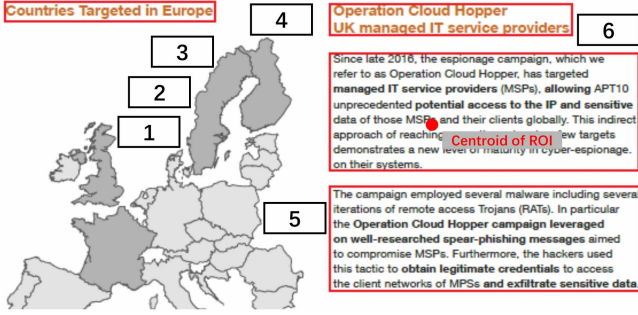 Countries Targeted in Europe
4
3
2
1
5
Operation Cloud Hopper
UK managed IT service providers
6
Since late 2016, the espionage campaign, which we
refer to as Operation Cloud Hopper, has targeted
managed IT service providers (MSPs), allowing APT10
unprecedented potential access to the IP and sensitive
data of those MSPs and their clients globally. This indirect
approach of reaching few targets
Centroid of ROI
demonstrates a new level of maturity in cyber-espionage.
on their systems.
The campaign employed several malware including several
iterations of remote access Trojans (RATs). In particular
the Operation Cloud Hopper campaign leveraged
on well-researched spear-phishing messages aimed
to compromise MSPs. Furthermore, the hackers used
this tactic to obtain legitimate credentials to access
the client networks of MPSs and exfiltrate sensitive data.